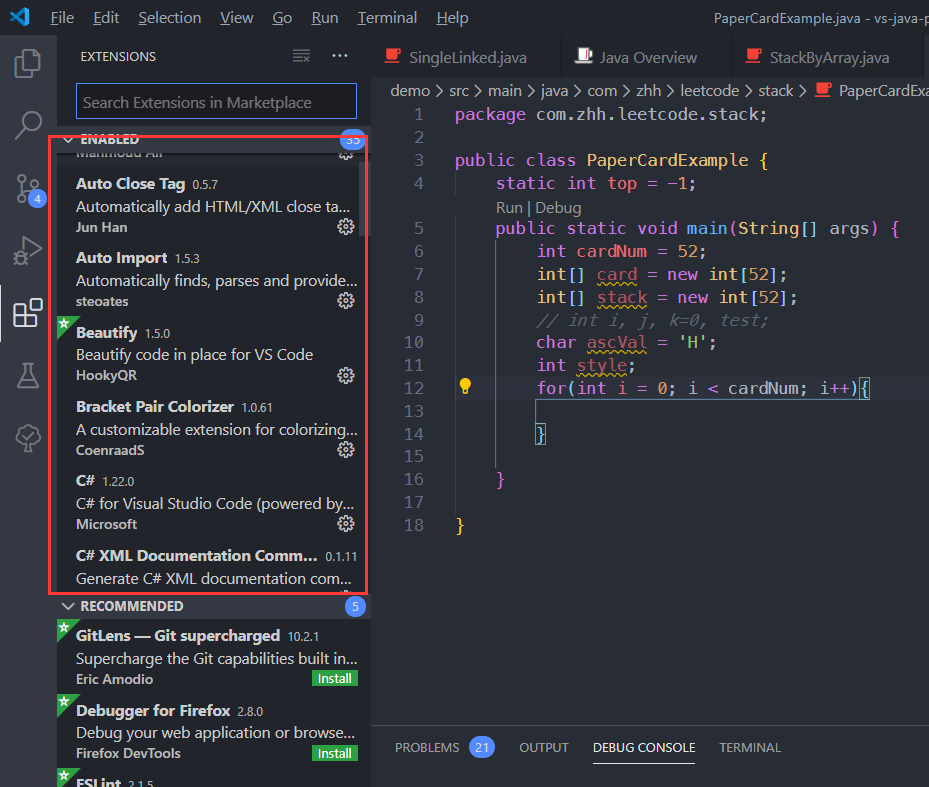 File Edit Selection View Go Run Terminal Help PaperCardExample.java - vs-java-p
EXTENSIONS
Search Extensions in Marketplace
ENABLED 35
Mahmoud Ali
Auto Close Tag 0.5.7
Automatically add HTML/XML close ta...
Jun Han
Auto Import 1.5.3
Automatically finds, parses and provide...
steoates
Beautify 1.5.0
Beautify code in place for VS Code
HookyQR
Bracket Pair Colorizer 1.0.61
A customizable extension for colorizing...
CoenraadS
C# 1.22.0
C# for Visual Studio Code (powered by...
Microsoft
C# XML Documentation Comm... 0.1.11
Generate C# XML documentation com...
RECOMMENDED 5
GitLens — Git supercharged 10.2.1
Supercharge the Git capabilities built in...
Eric Amodio Install
Debugger for Firefox 2.8.0
Debug your web application or browse...
Firefox DevTools Install
ESLint 2.1.5
4
SingleLinked.java Java Overview StackByArray.java
demo > src > main > java > com > zhh > leetcode > stack > PaperCardExa
1 package com.zhh.leetcode.stack;
2
3 public class PaperCardExample {
4 static int top = -1;
Run | Debug
5 public static void main(String[] args) {
6 int cardNum = 52;
7 int[] card = new int[52];
8 int[] stack = new int[52];
9 // int i, j, k=0, test;
10 char ascVal = 'H';
11 int style;
12 for(int i = 0; i < cardNum; i++){
13
14 }
15
16 }
17
18 }
PROBLEMS 21 OUTPUT DEBUG CONSOLE TERMINAL